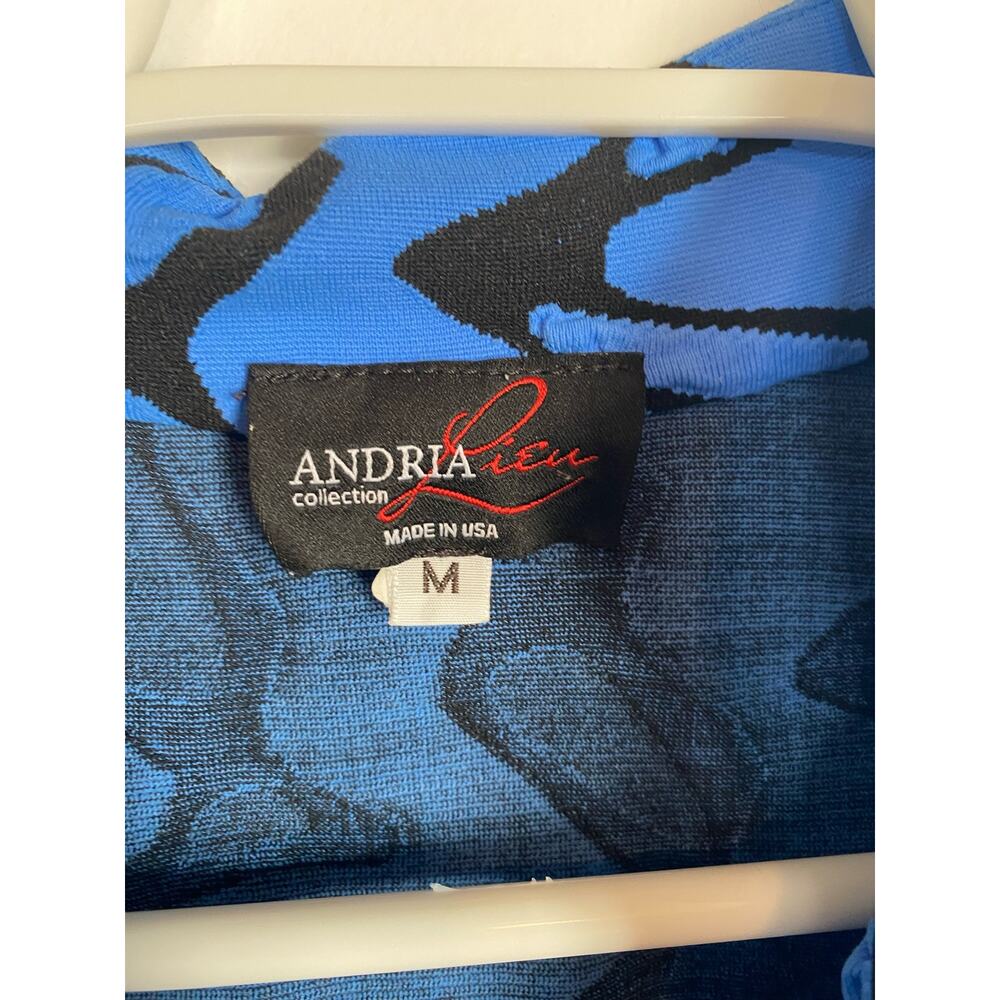 ANDRIA Lieu
collection
MADE IN USA
M